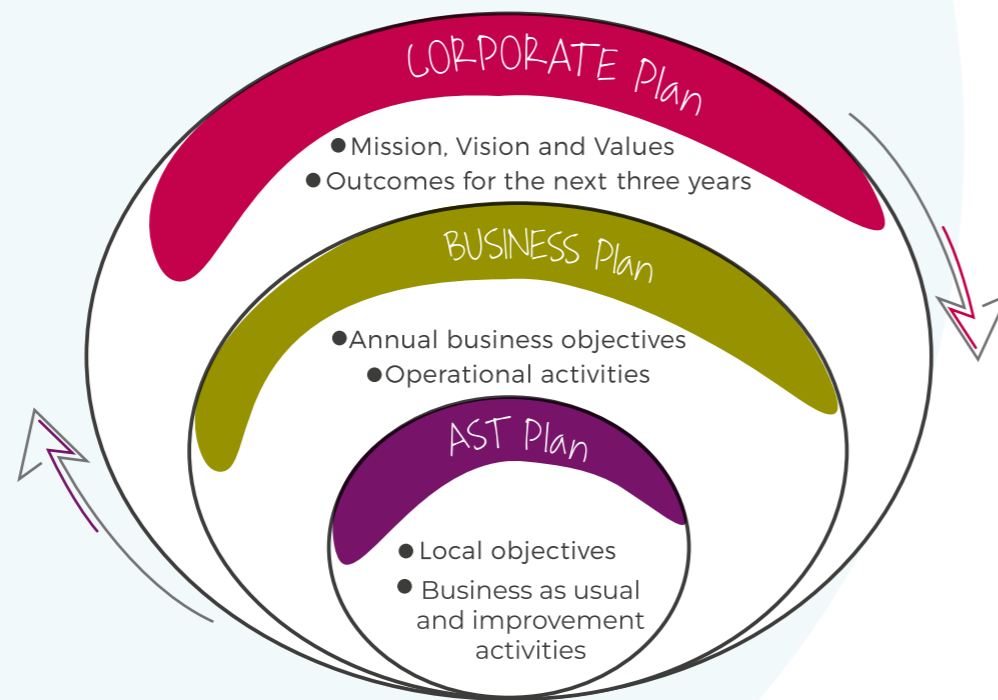 CORPORATE Plan
● Mission, Vision and Values
● Outcomes for the next three years
BUSINESS Plan
● Annual business objectives
● Operational activities
AST Plan
● Local objectives
● Business as usual
and improvement
activities